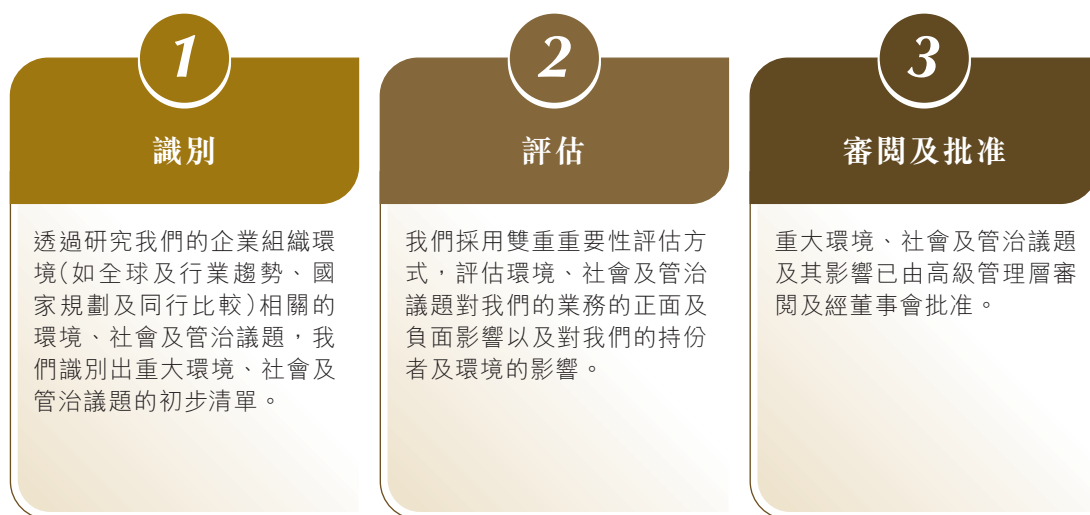 1
識別
透過研究我們的企業組織環
境(如全球及行業趨勢、國
家規劃及同行比較)相關的
環境、社會及管治議題，我
們識別出重大環境、社會及
管治議題的初步清單。
2
評估
我們採用雙重重要性評估方
式，評估環境、社會及管治
議題對我們的業務的正面及
負面影響以及對我們的持份
者及環境的影響。
3
審閱及批准
重大環境、社會及管治議題
及其影響已由高級管理層審
閱及經董事會批准。